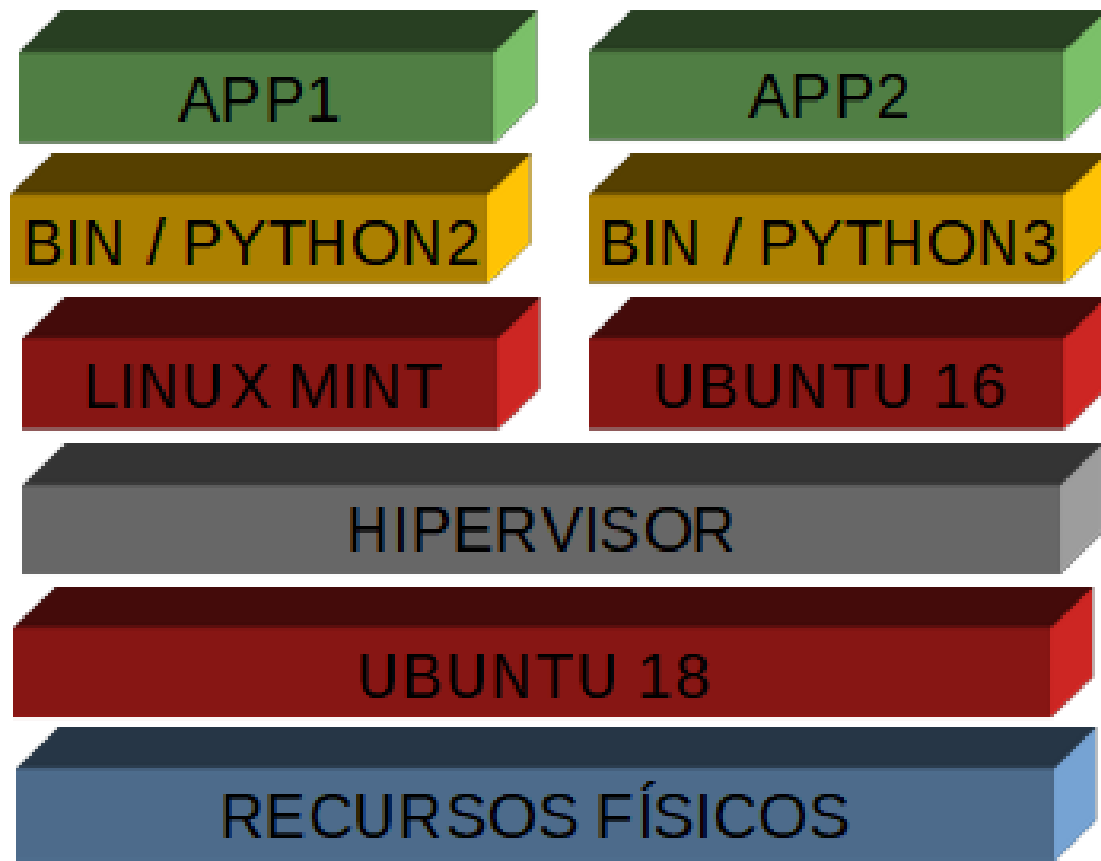 APP1
APP2
BIN / PYTHON2
BIN / PYTHON3
LINUX MINT
UBUNTU 16
HIPERVISOR
UBUNTU 18
RECURSOS FÍSICOS